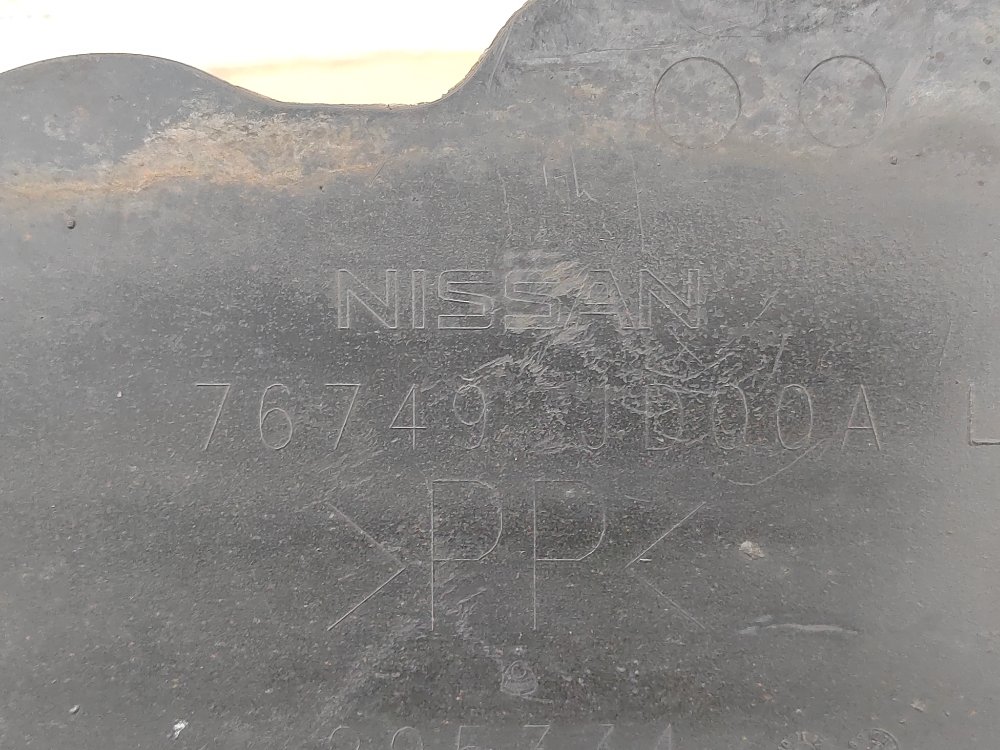 NISSAN
76749 JD00A L
>PP<